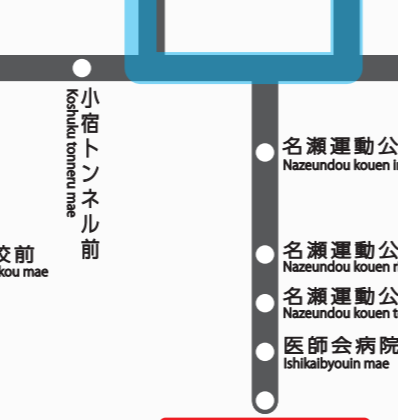 小宿トンネル前
Koshuku tonneru mae
名瀬運動公
Nazeundou kouen i
校前
kou mae
名瀬運動公
Nazeundou kouen
名瀬運動公
Nazeundou kouen t
医師会病院
Ishikaibyouin mae